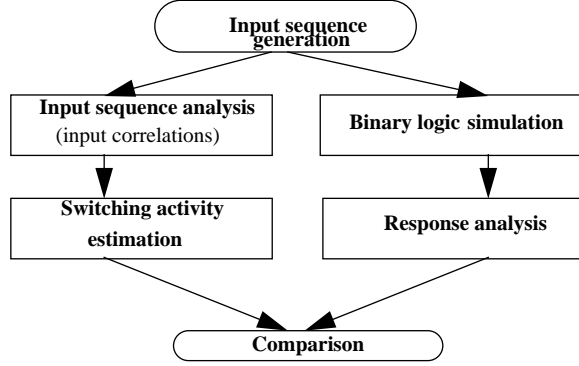 Input sequence
generation
Input sequence analysis
(input correlations)
Binary logic simulation
Switching activity
estimation
Response analysis
Comparison